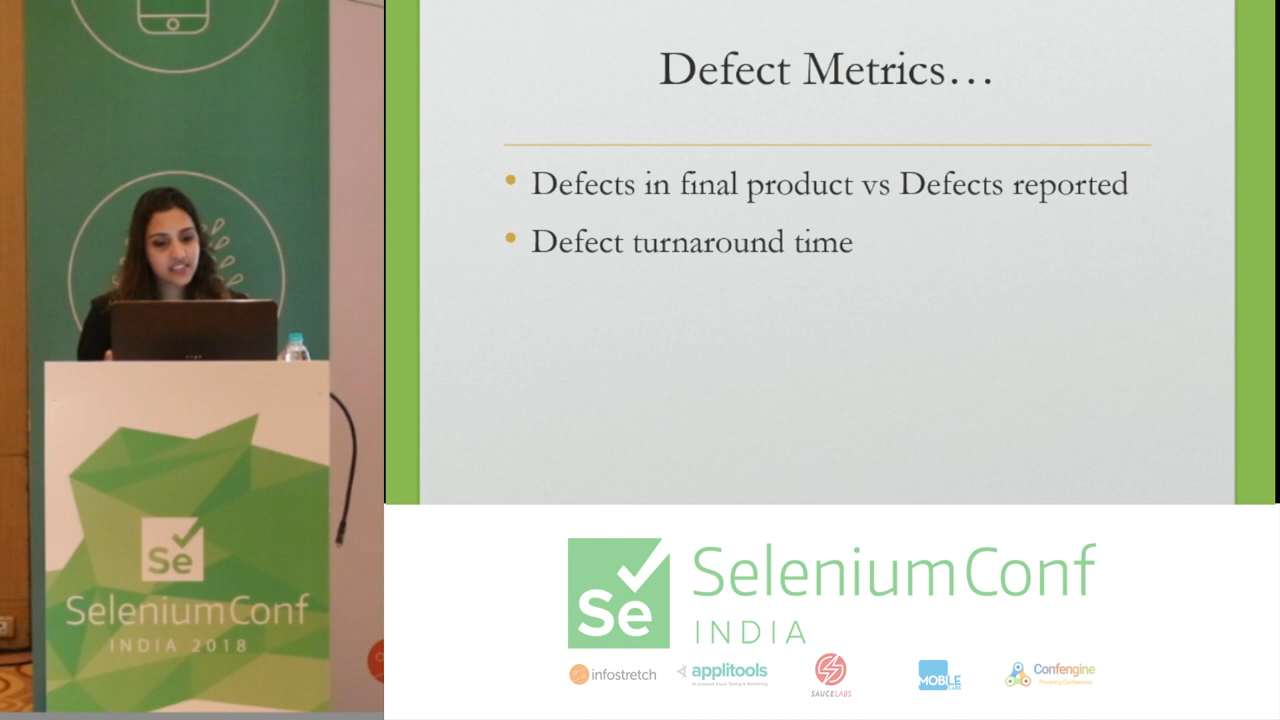 Defect Metrics…
• Defects in final product vs Defects reported
• Defect turnaround time
Se
SeleniumConf
INDIA 2018
Se
SeleniumConf
INDIA
infostretch
applitools
SAUCELABS
MOBILE
LABS
Confengine